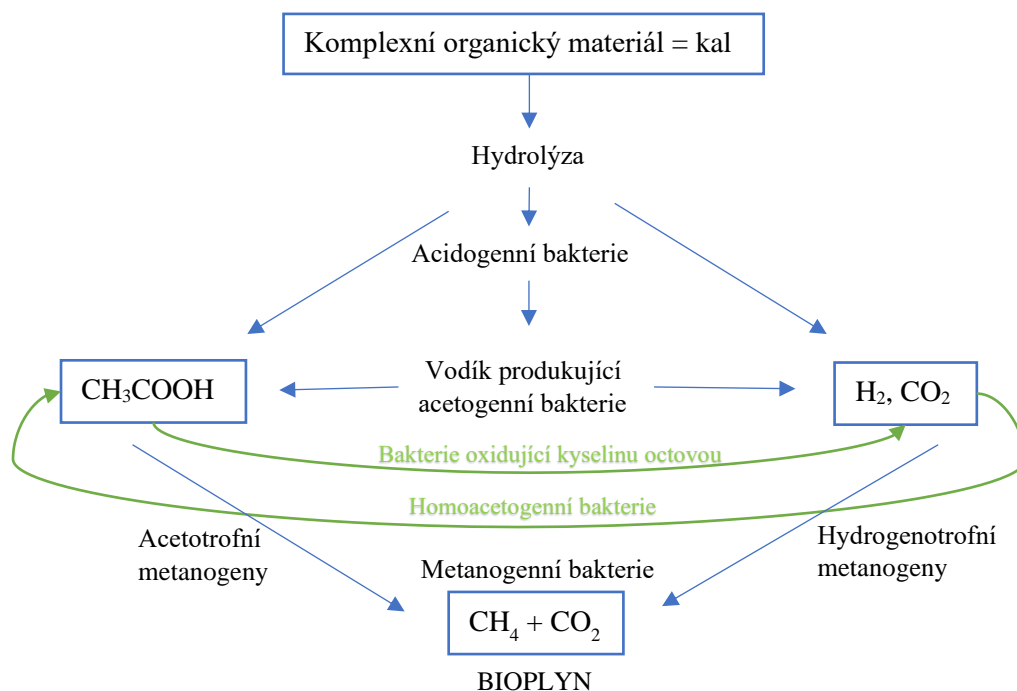 Komplexní organický materiál = kal
Hydrolýza
Acidogenní bakterie
CH₃COOH
Vodík produkující
acetogenní bakterie
H₂, CO₂
Bakterie oxidující kyselinu octovou
Homoacetogenní bakterie
Acetotrofní
metanogeny
Hydrogenotrofní
metanogeny
Metanogenní bakterie
CH₄ + CO₂
BIOPLYN